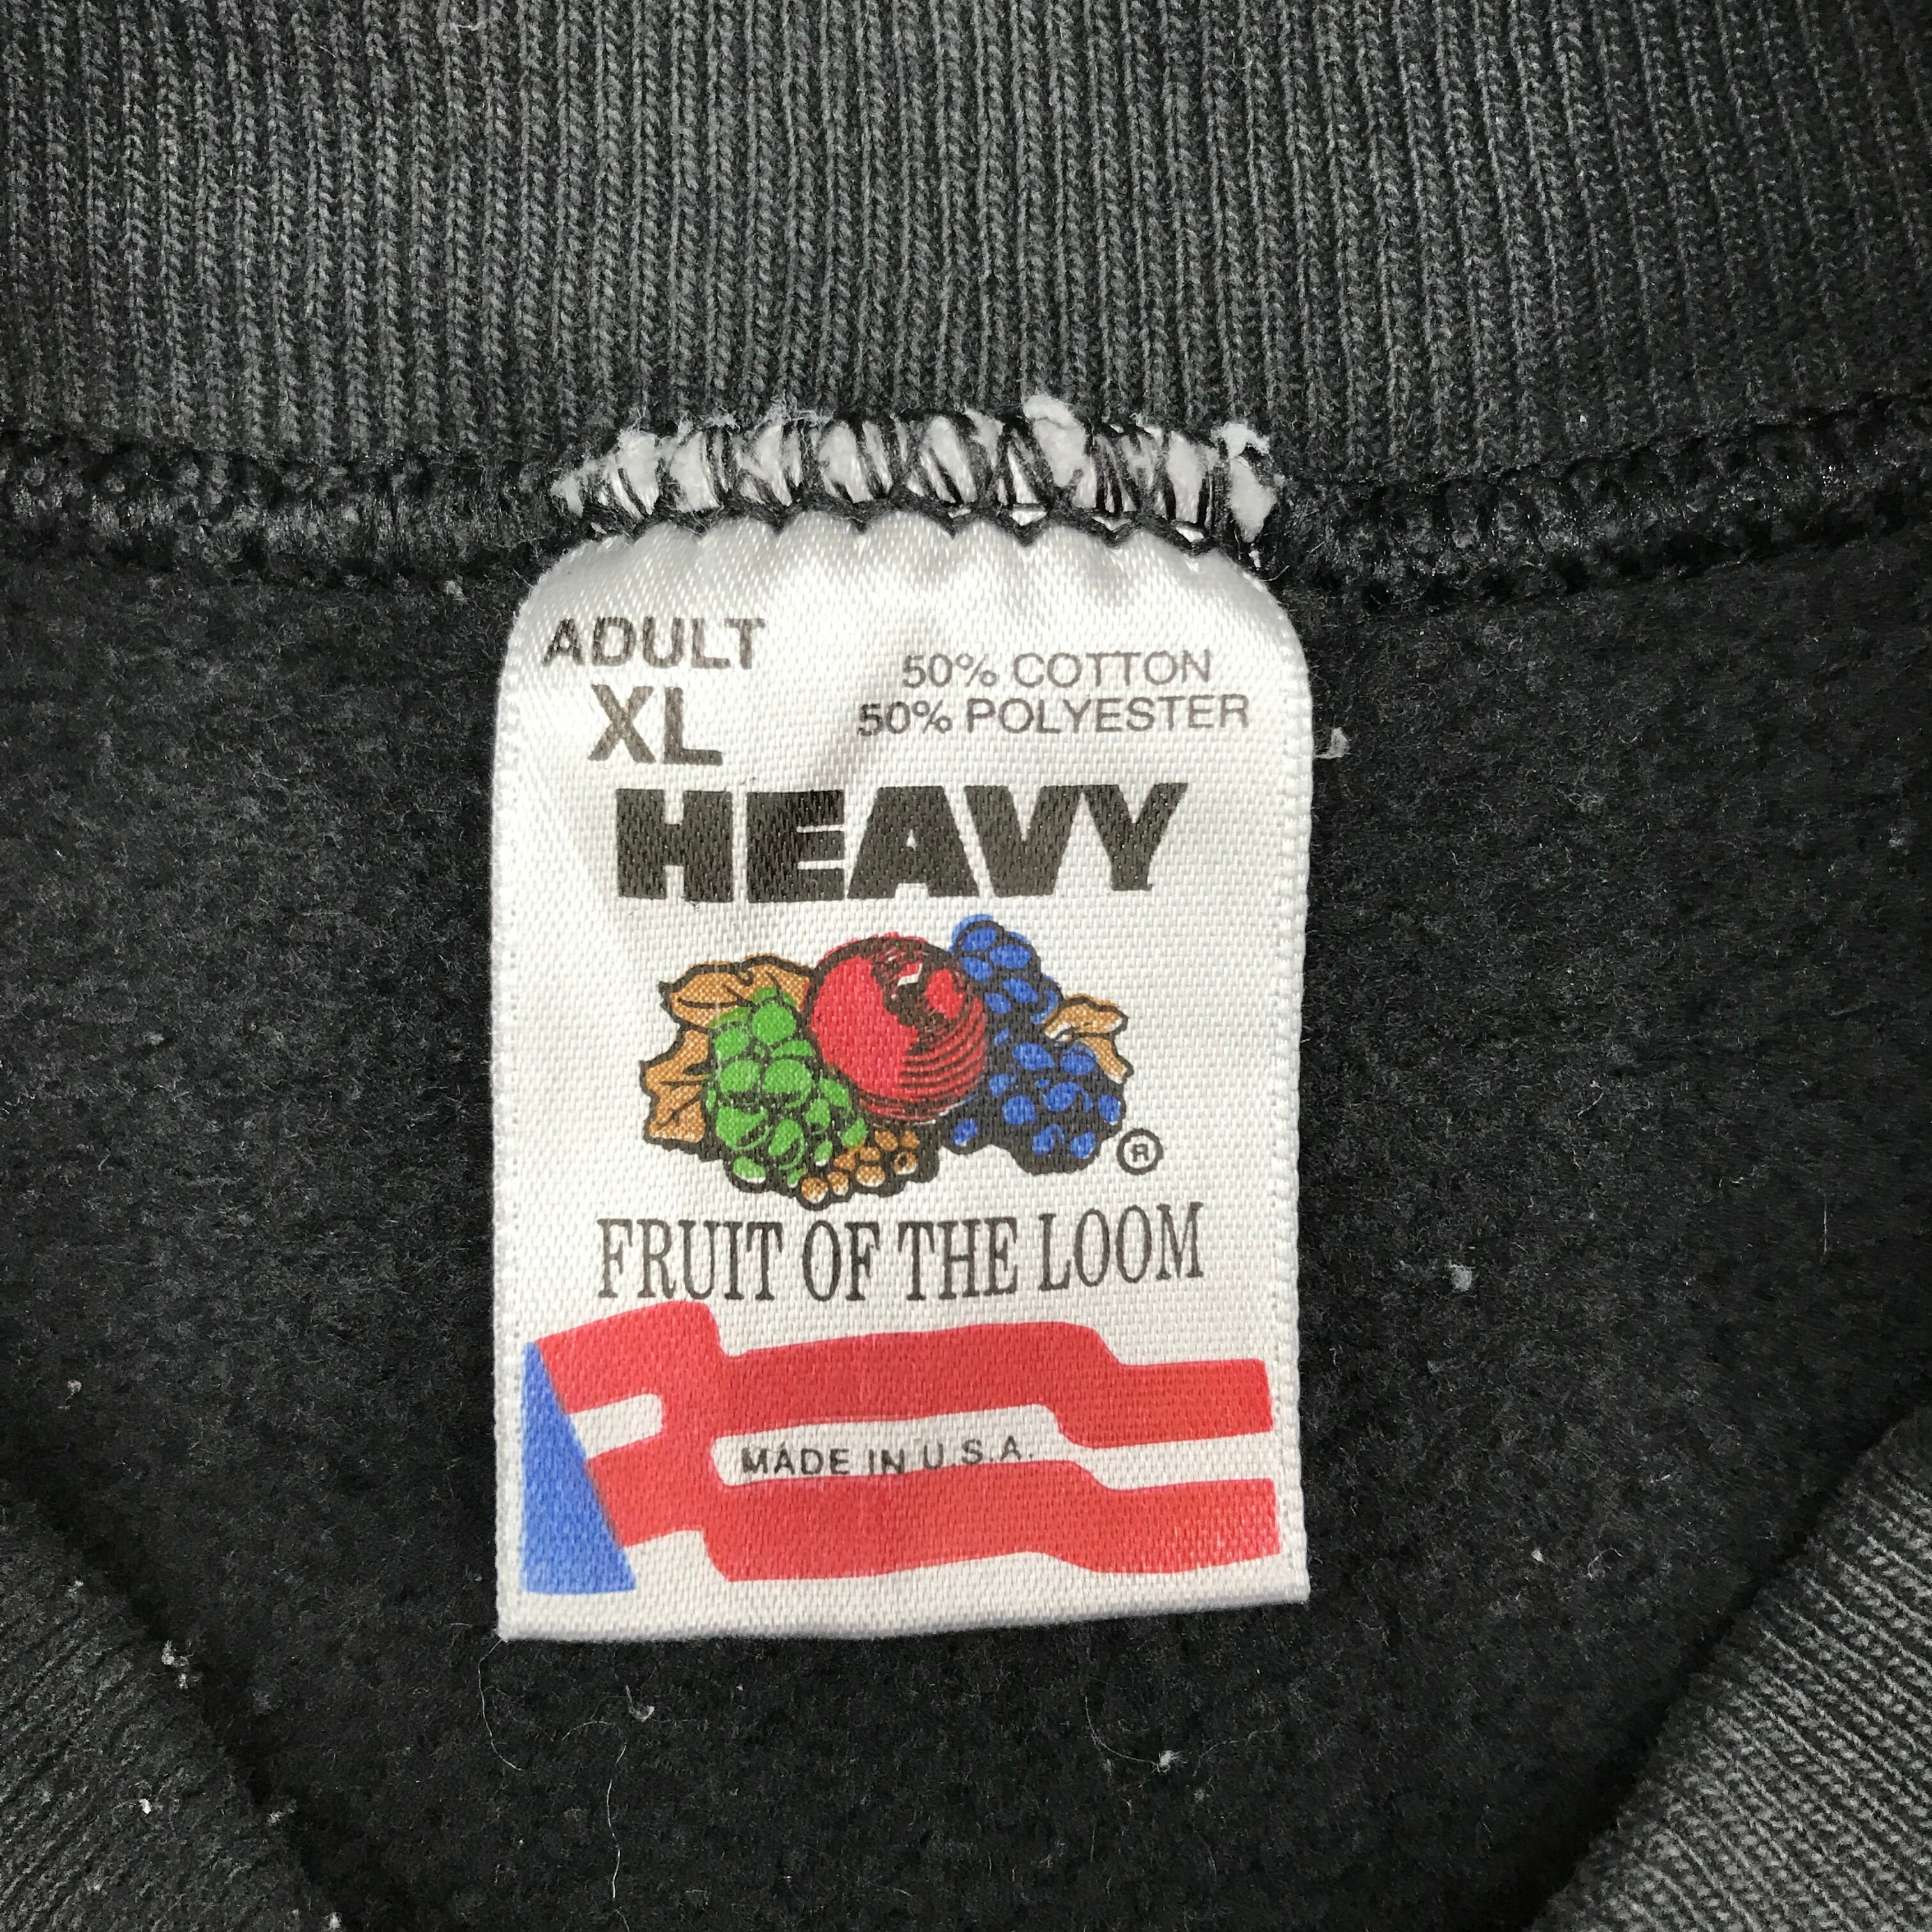 ADULT
XL
50% COTTON
50% POLYESTER
HEAVY
®
FRUIT OF THE LOOM
MADE IN U.S.A.